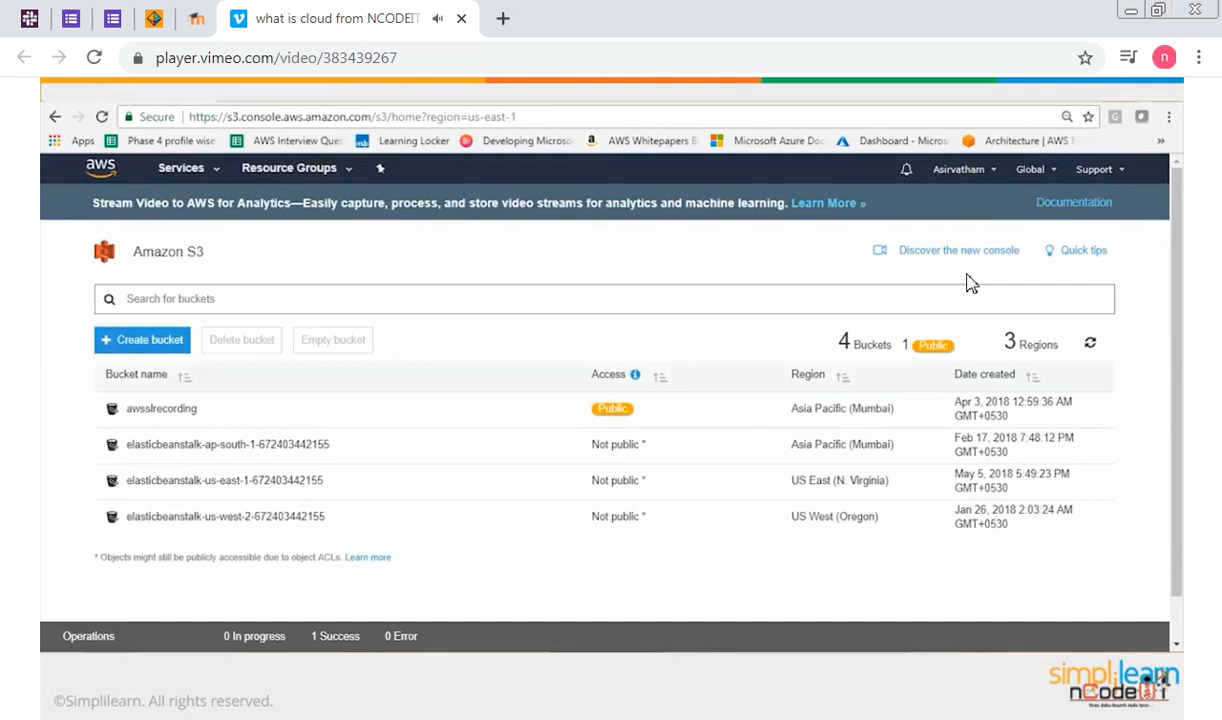 what is cloud from NCODEIT
player.vimeo.com/video/383439267
n
Secure https://s3.console.aws.amazon.com/s3/home?region=us-east-1
Apps Phase 4 profile wise AWS Interview Ques Learning Locker Developing Microso AWS Whitepapers Microsoft Azure Doc Dashboard - Micros Architecture | AWS
aws Services Resource Groups Asirvatham Global Support
Stream Video to AWS for Analytics—Easily capture, process, and store video streams for analytics and machine learning. Learn More » Documentation
Amazon S3 Discover the new console Quick tips
Search for buckets
+ Create bucket Delete bucket Empty bucket 4 Buckets 1 Public 3 Regions
Bucket name Access Region Date created
awsslrecording Public Asia Pacific (Mumbai) Apr 3, 2018 12:59:36 AM
GMT+0530
elasticbeanstalk-ap-south-1-672403442155 Not public * Asia Pacific (Mumbai) Feb 17, 2018 7:48:12 PM
GMT+0530
elasticbeanstalk-us-east-1-672403442155 Not public * US East (N. Virginia) May 5, 2018 5:49:23 PM
GMT+0530
elasticbeanstalk-us-west-2-672403442155 Not public * US West (Oregon) Jan 26, 2018 2:03:24 AM
GMT+0530
* Objects might still be publicly accessible due to object ACLs. Learn more
Operations 0 In progress 1 Success 0 Error
simplilearn
©Simplilearn. All rights reserved.